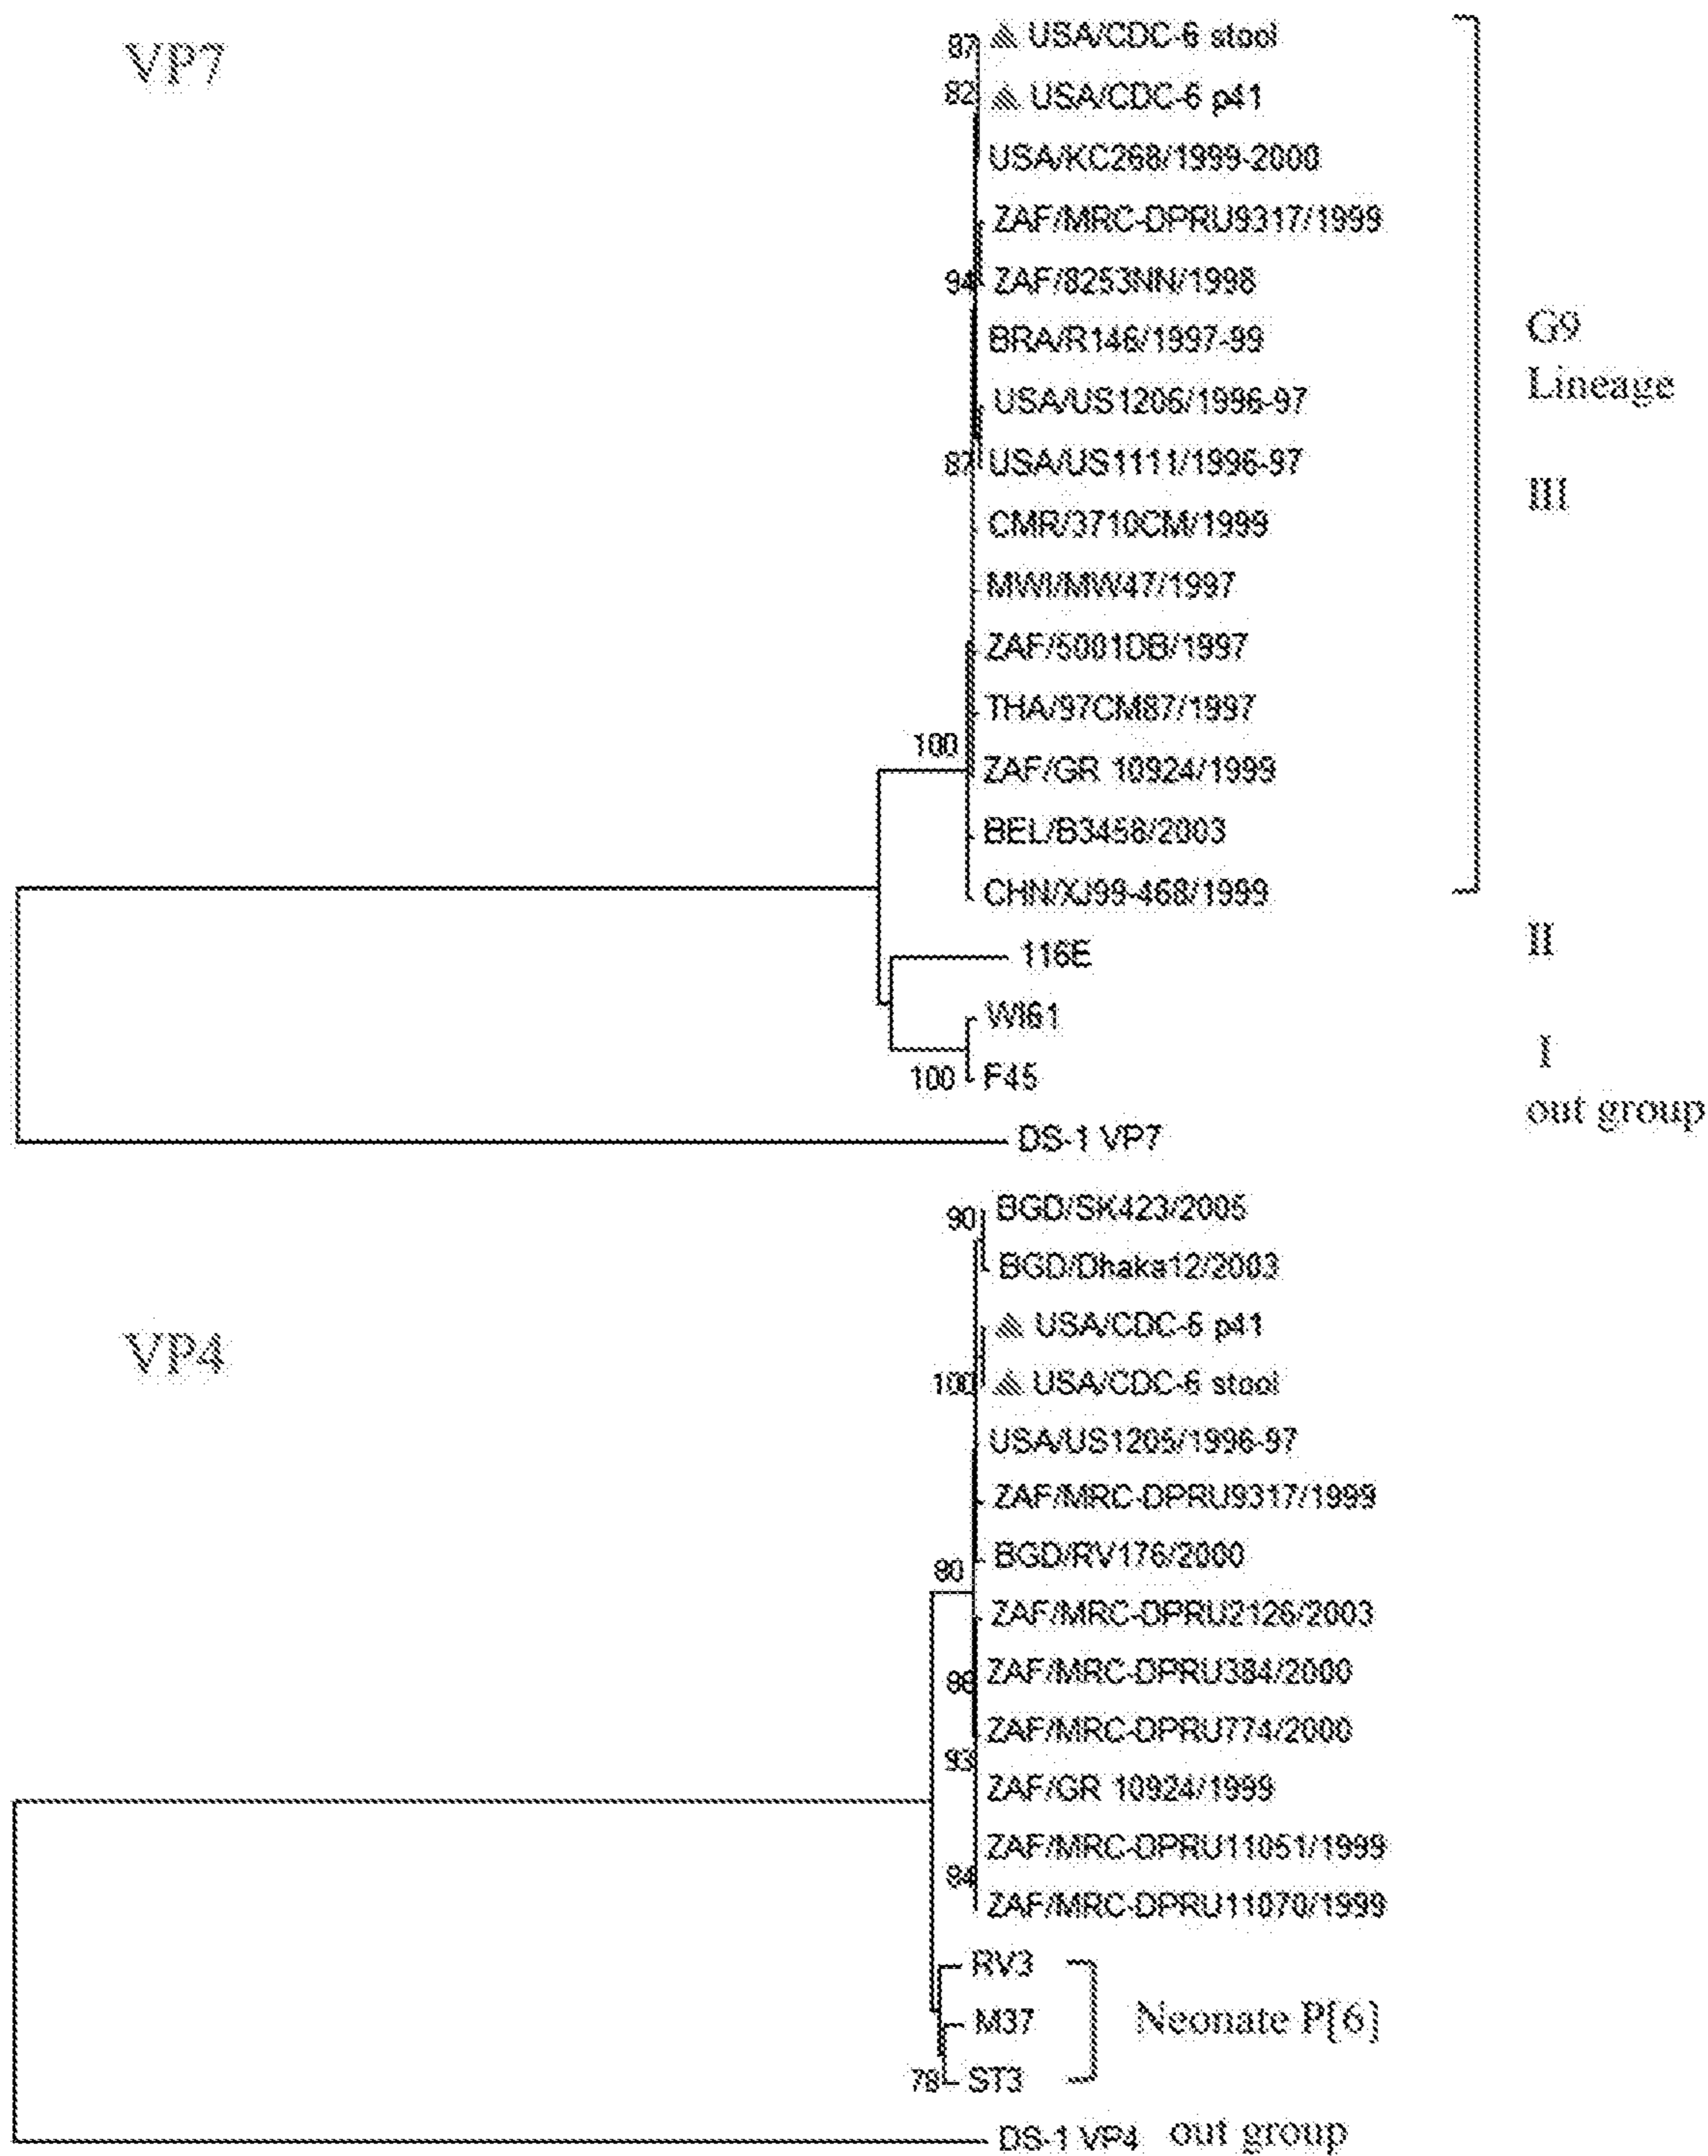 VP7
87
USA/CDC-6 stool
82
USA/CDC-6 p41
USA/KC268/1999-2000
ZAF/MRC-DPRU9317/1999
94
ZAF/8253NN/1998
BRA/R146/1997-99
USA/US1206/1996-97
87
USA/US1111/1996-97
CMR/3710CM/1999
MWI/MW47/1997
ZAF/5001DB/1997
THA/97CM87/1997
100
ZAF/GR 10924/1999
BEL/B3458/2003
CHN/XJ99-468/1999
G9
Lineage
III
116E
II
WI61
I
100
F45
out group
DS-1 VP7
VP4
90
BGD/SK423/2005
BGD/Dhaka12/2003
USA/CDC-6 p41
100
USA/CDC-6 stool
USA/US1205/1996-97
ZAF/MRC-DPRU9317/1999
BGD/RV176/2000
90
ZAF/MRC-DPRU2126/2003
98
ZAF/MRC-DPRU384/2000
ZAF/MRC-DPRU774/2000
93
ZAF/GR 10924/1999
ZAF/MRC-DPRU11051/1999
94
ZAF/MRC-DPRU11070/1999
RV3
M37
Neonate P[6]
78
ST3
DS-1 VP4 out group